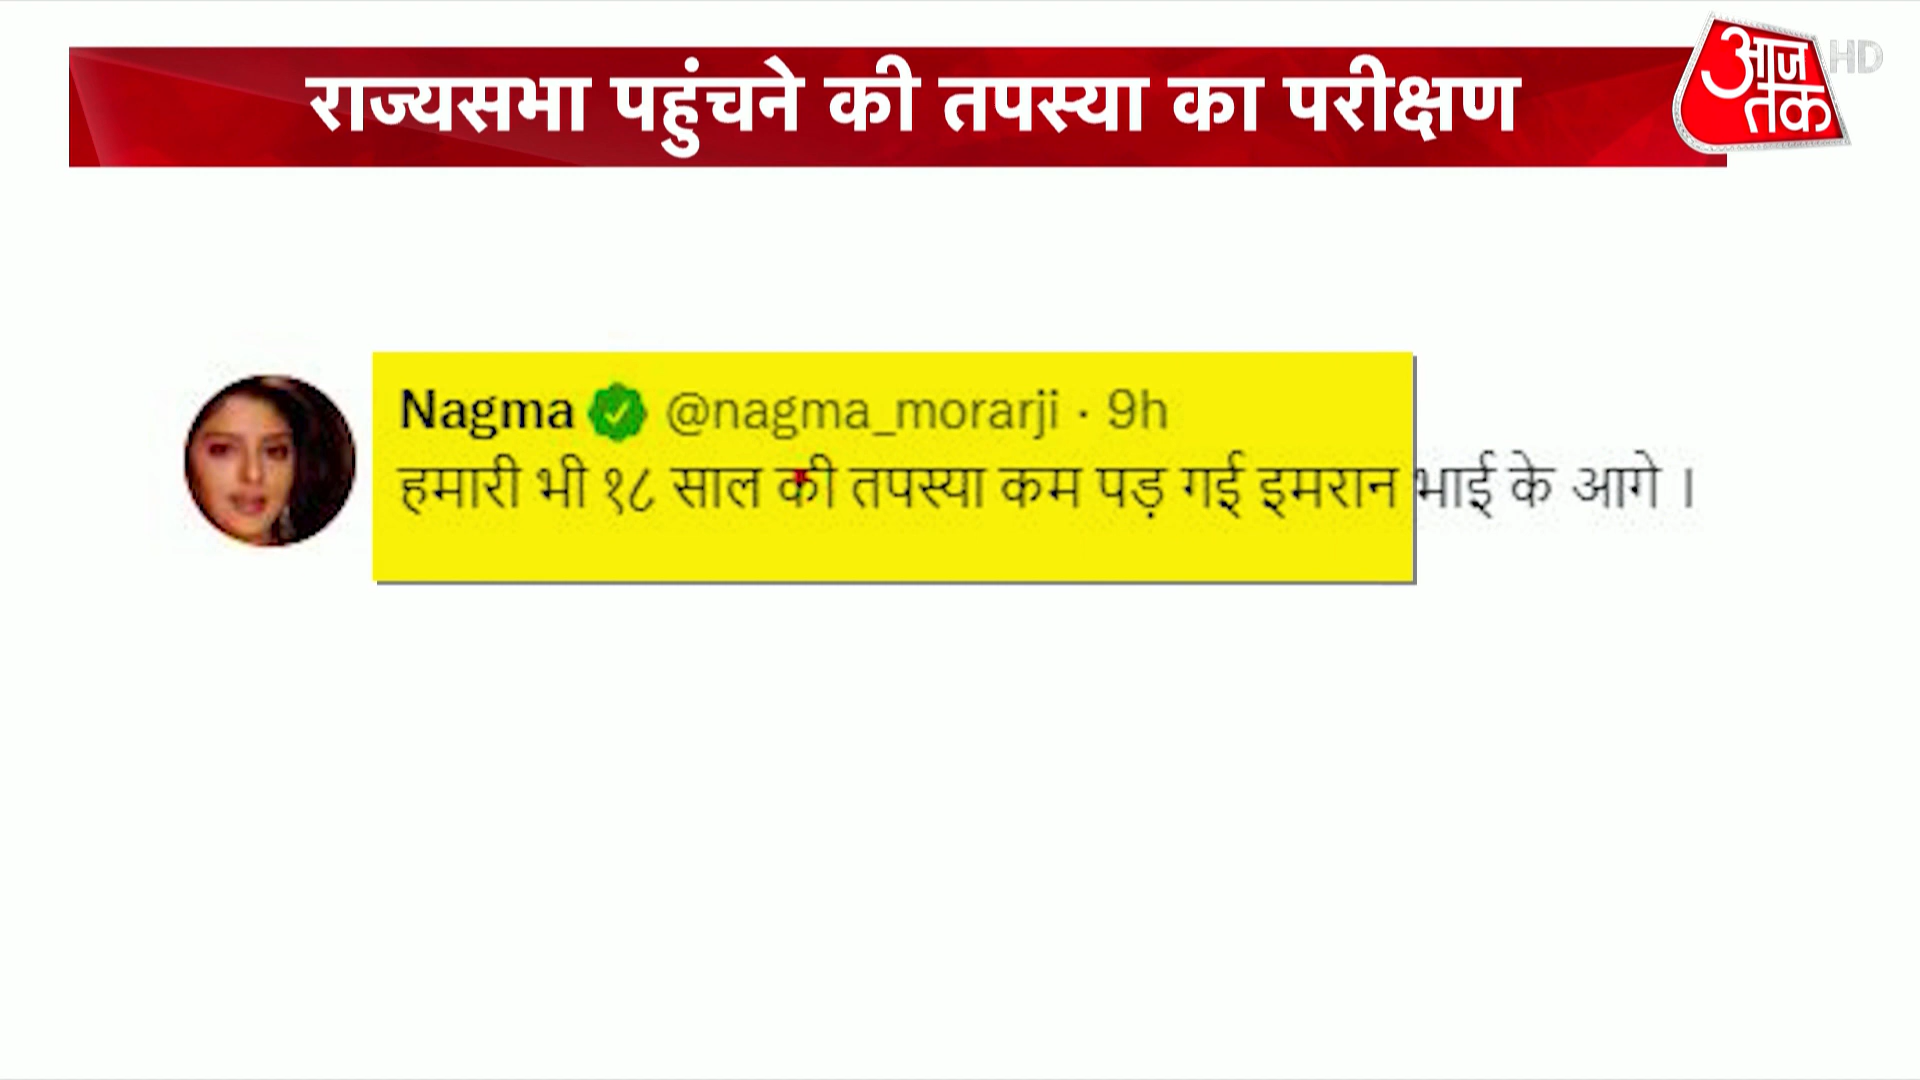 राज्यसभा पहुंचने की तपस्या का परीक्षण
आज
तक
HD
Nagma @nagma_morarji · 9h
हमारी भी १८ साल की तपस्या कम पड़ गई इमरान भाई के आगे ।